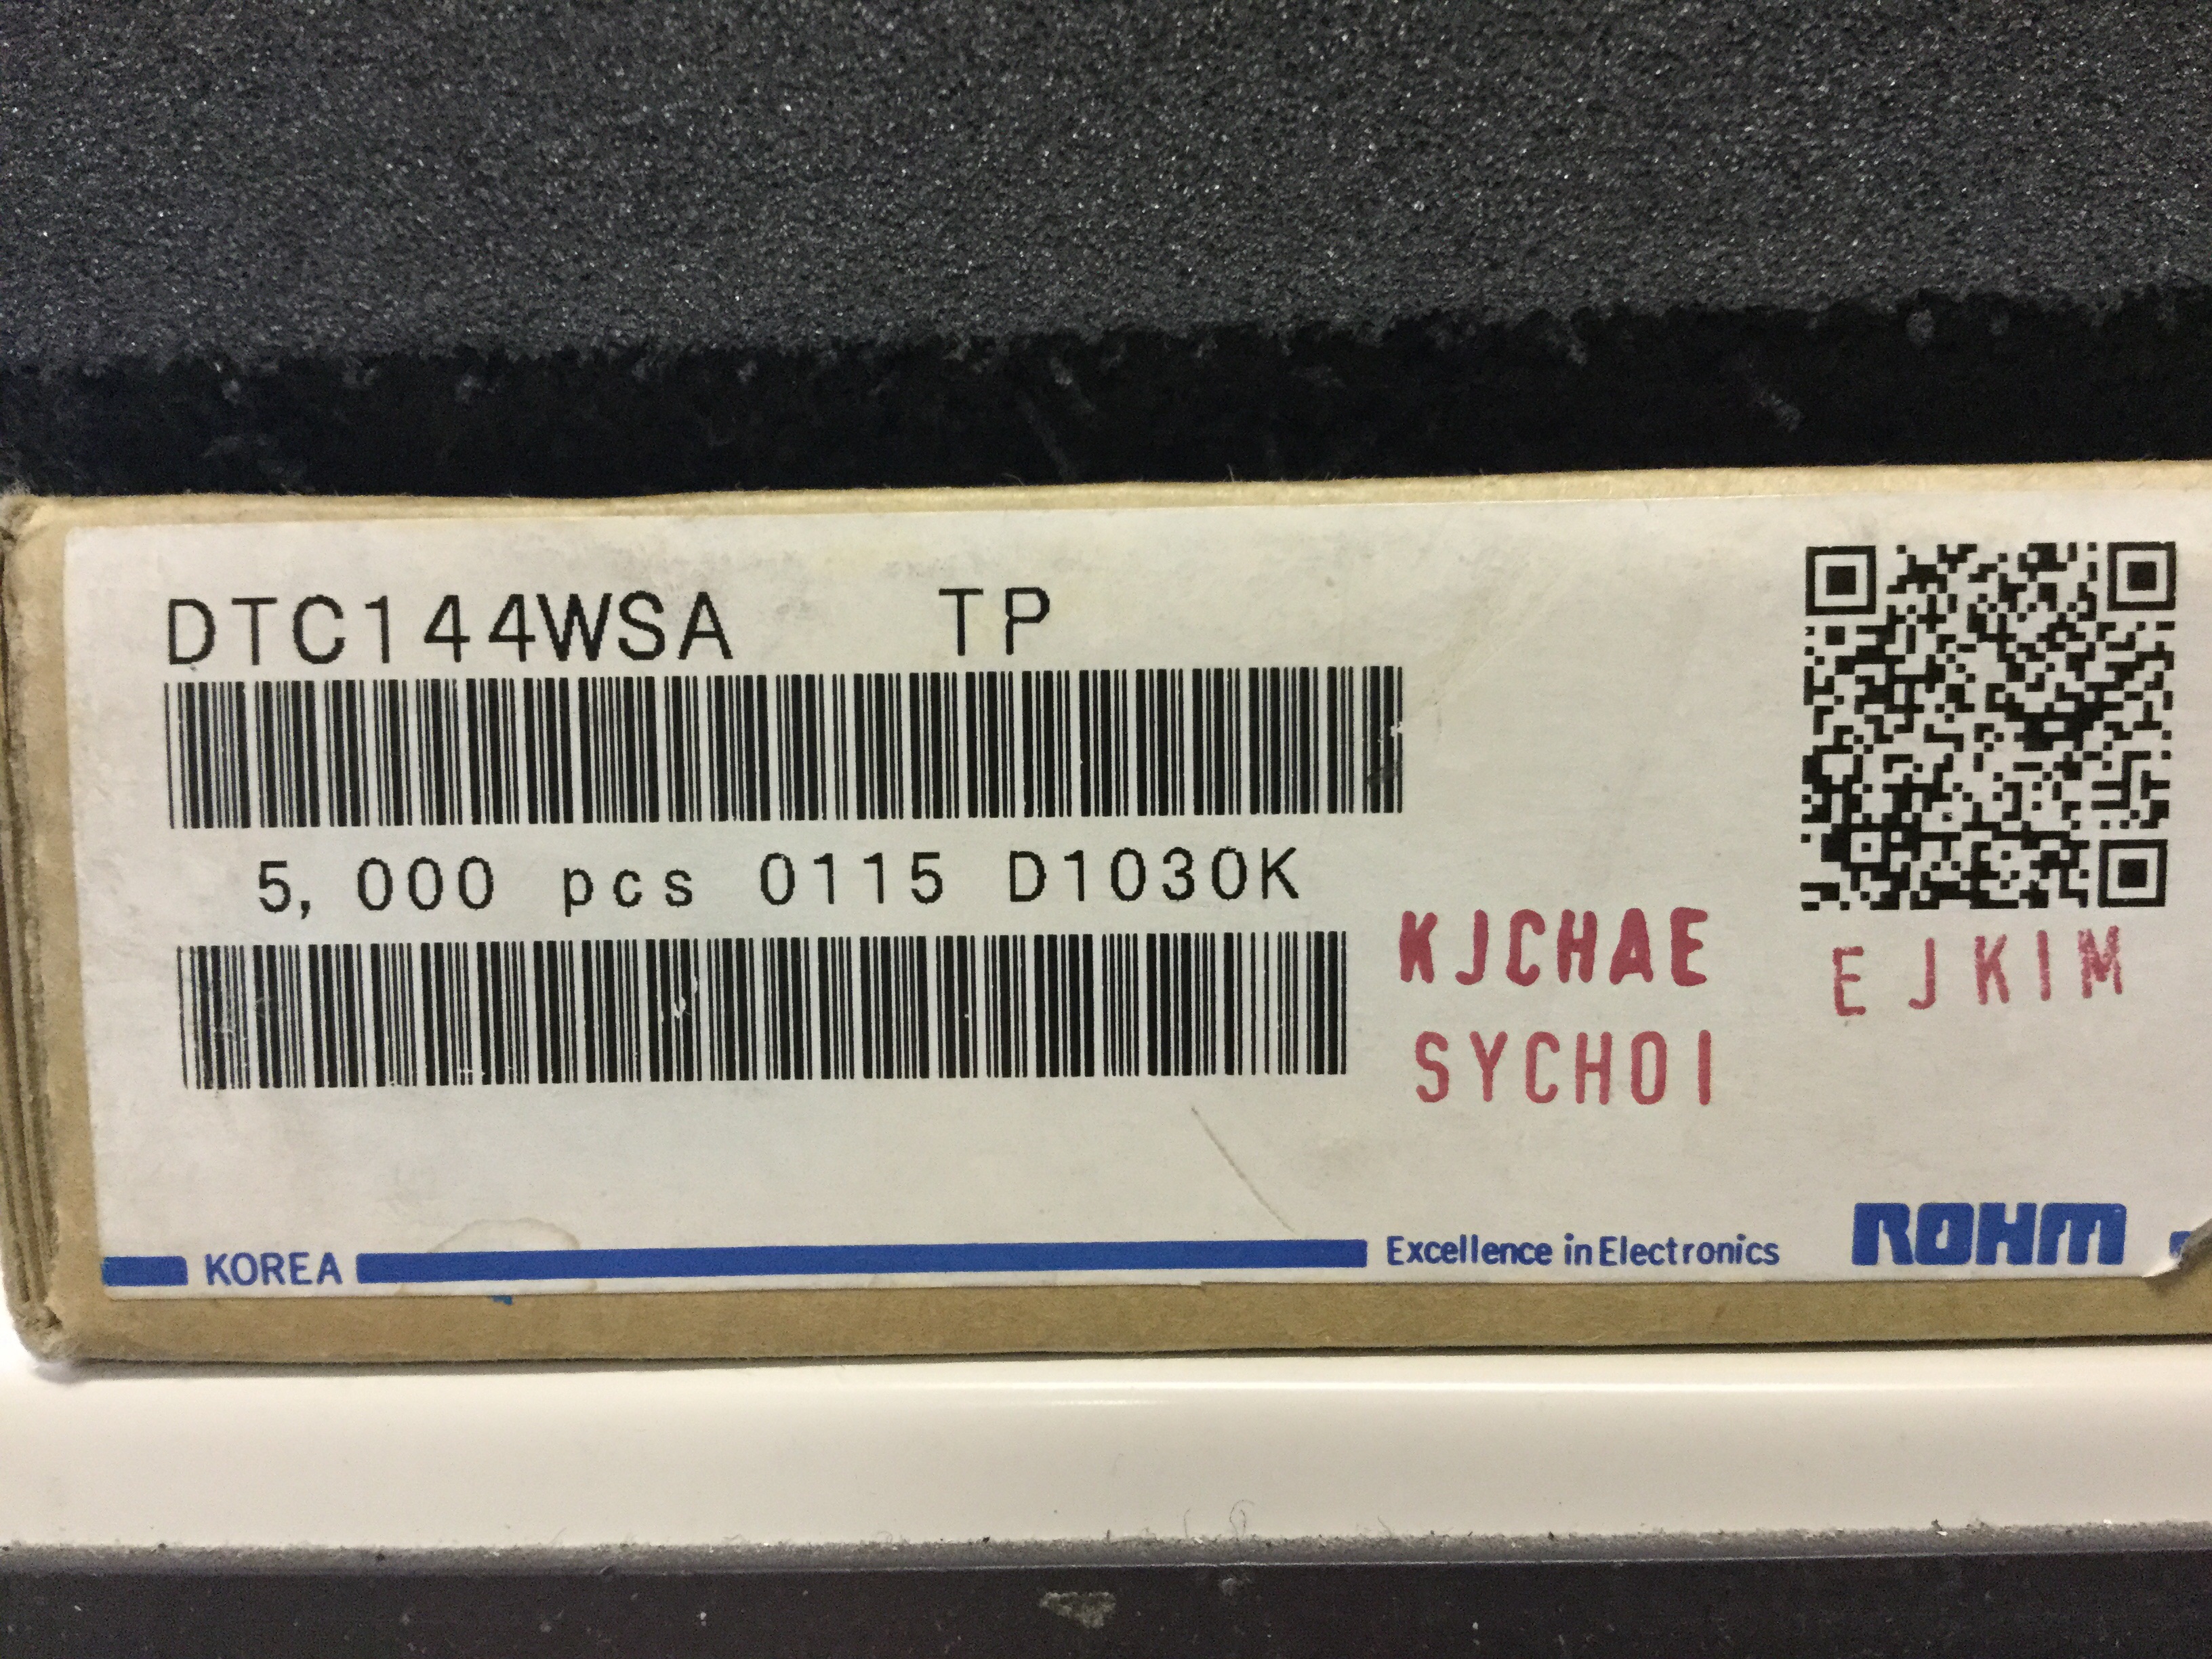 DTC144WSA TP
5,000 pcs 0115 D1030K
KJCHAE
EJKIM
SYCHOI
KOREA
Excellence in Electronics
ROHM